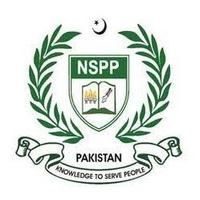 NSPP
PAKISTAN
KNOWLEDGE TO SERVE PEOPLE